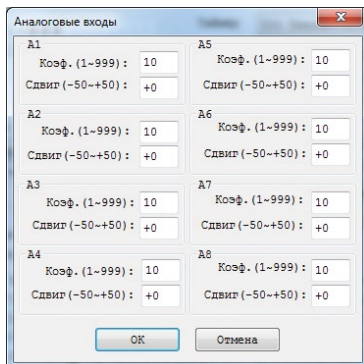 Аналоговые входы
A1
Коэф.(1~999): 10
Сдвиг(-50~+50): +0
A2
Коэф.(1~999): 10
Сдвиг(-50~+50): +0
A3
Коэф.(1~999): 10
Сдвиг(-50~+50): +0
A4
Коэф.(1~999): 10
Сдвиг(-50~+50): +0
A5
Коэф.(1~999): 10
Сдвиг(-50~+50): +0
A6
Коэф.(1~999): 10
Сдвиг(-50~+50): +0
A7
Коэф.(1~999): 10
Сдвиг(-50~+50): +0
A8
Коэф.(1~999): 10
Сдвиг(-50~+50): +0
OK
Отмена